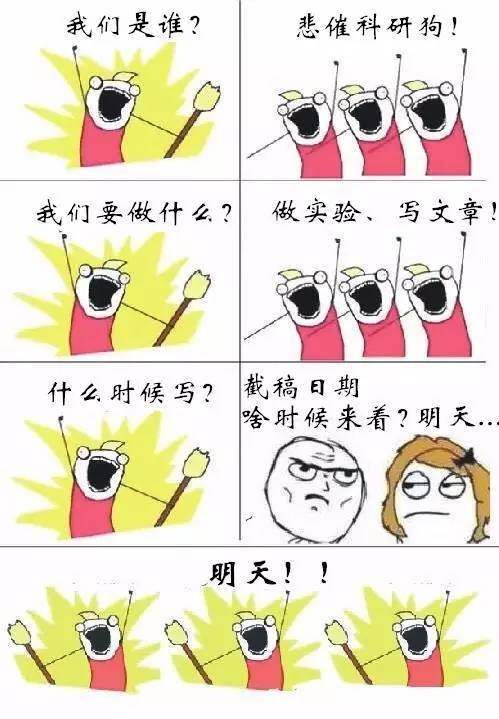 我们是谁?
悲催科研狗!
我们要做什么?
做实验、写文章!
什么时候写?
截稿日期
啥时候来着?明天...
明天!!